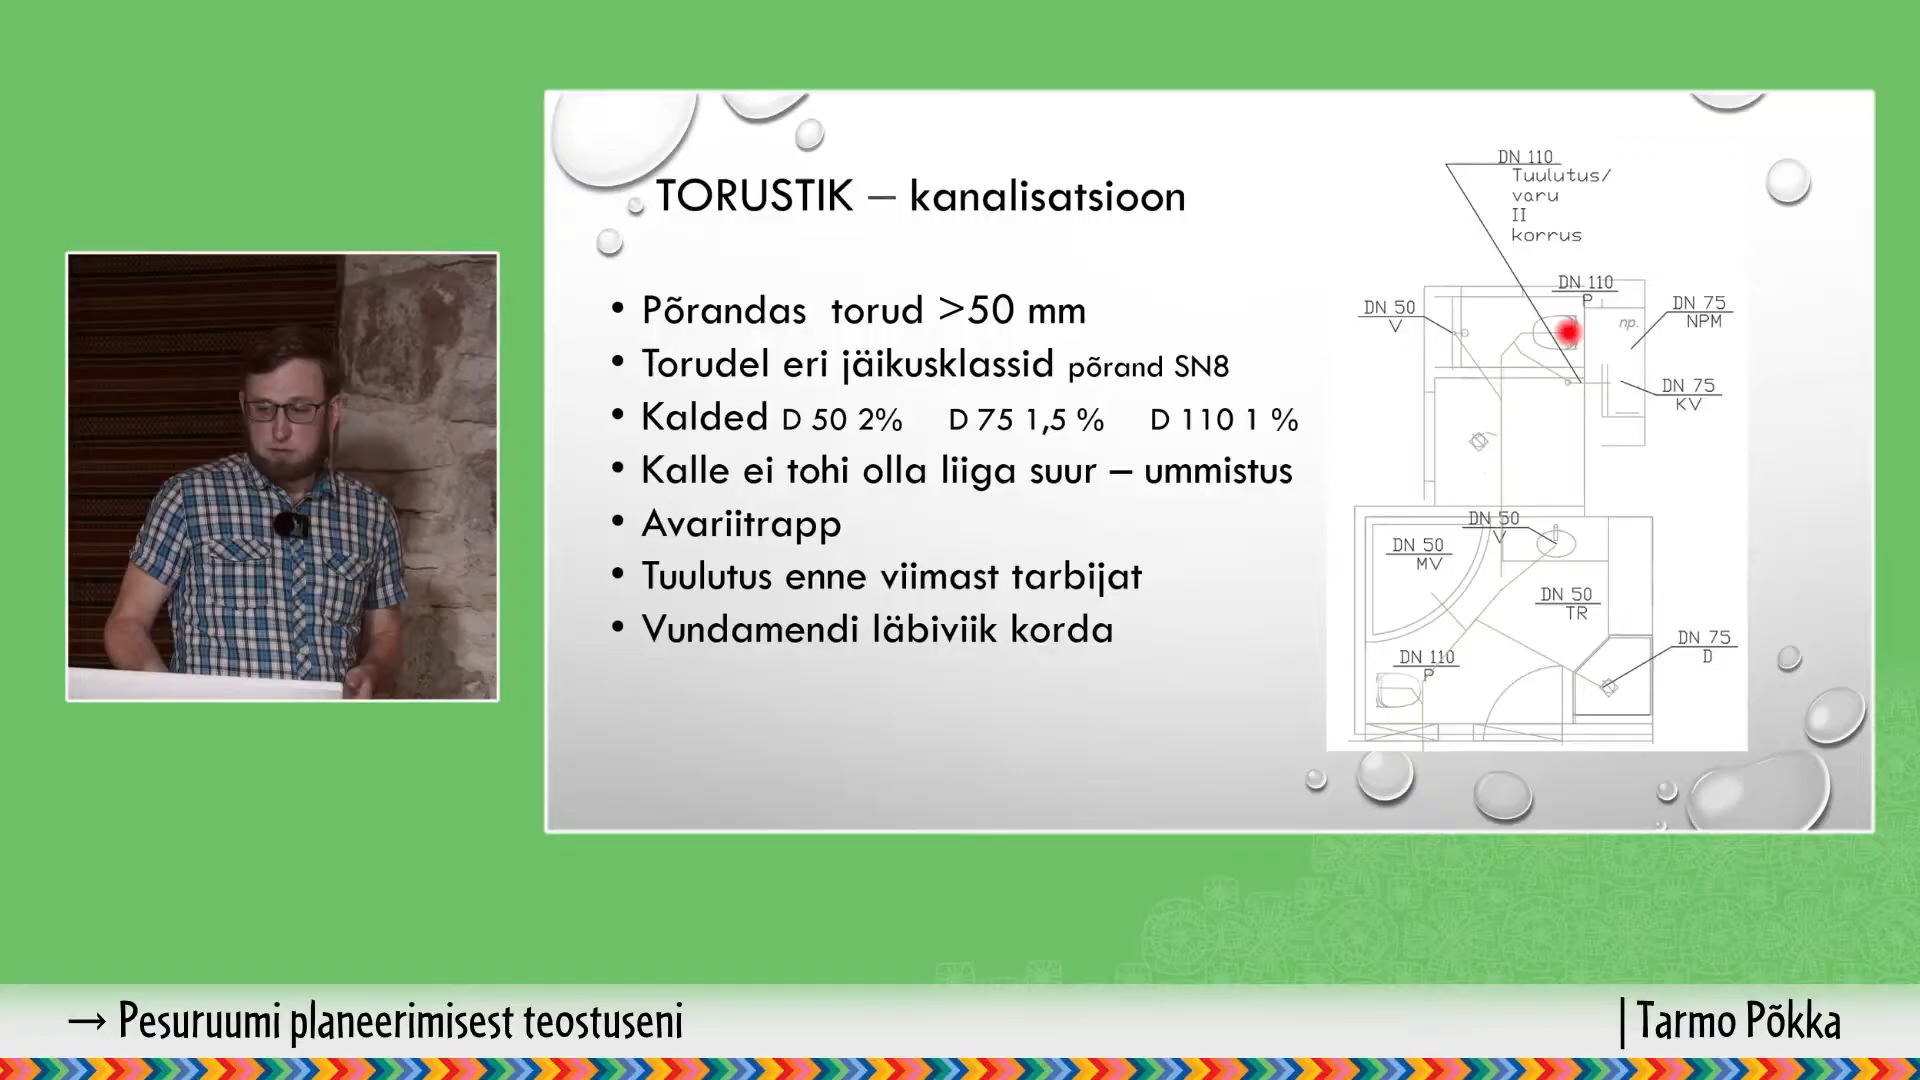 TORUSTIK – kanalisatsioon
• Põrandas torud >50 mm
• Torudel eri jäikusklassid põrand SN8
• Kalded D 50 2% D 75 1,5 % D 110 1 %
• Kalle ei tohi olla liiga suur – ummistus
• Avariitrapp
• Tuulutus enne viimast tarbijat
• Vundamendi läbiviik korda
DN 110
Tuulutus/
varu
II
korrus
DN 110
P
DN 50
V
DN 75
NPM
np.
DN 75
KV
DN 50
V
DN 50
MV
DN 50
TR
DN 75
D
DN 110
P
→ Pesuruumi planeerimisest teostuseni
| Tarmo Põkka